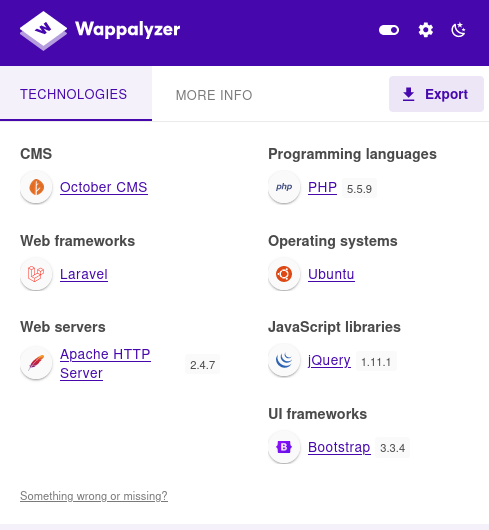 Wappalyzer
TECHNOLOGIES
MORE INFO
Export
CMS
October CMS
Web frameworks
Laravel
Web servers
Apache HTTP
Server
2.4.7
Programming languages
php
PHP
5.5.9
Operating systems
Ubuntu
JavaScript libraries
jQuery
1.11.1
UI frameworks
B
Bootstrap
3.3.4
Something wrong or missing?